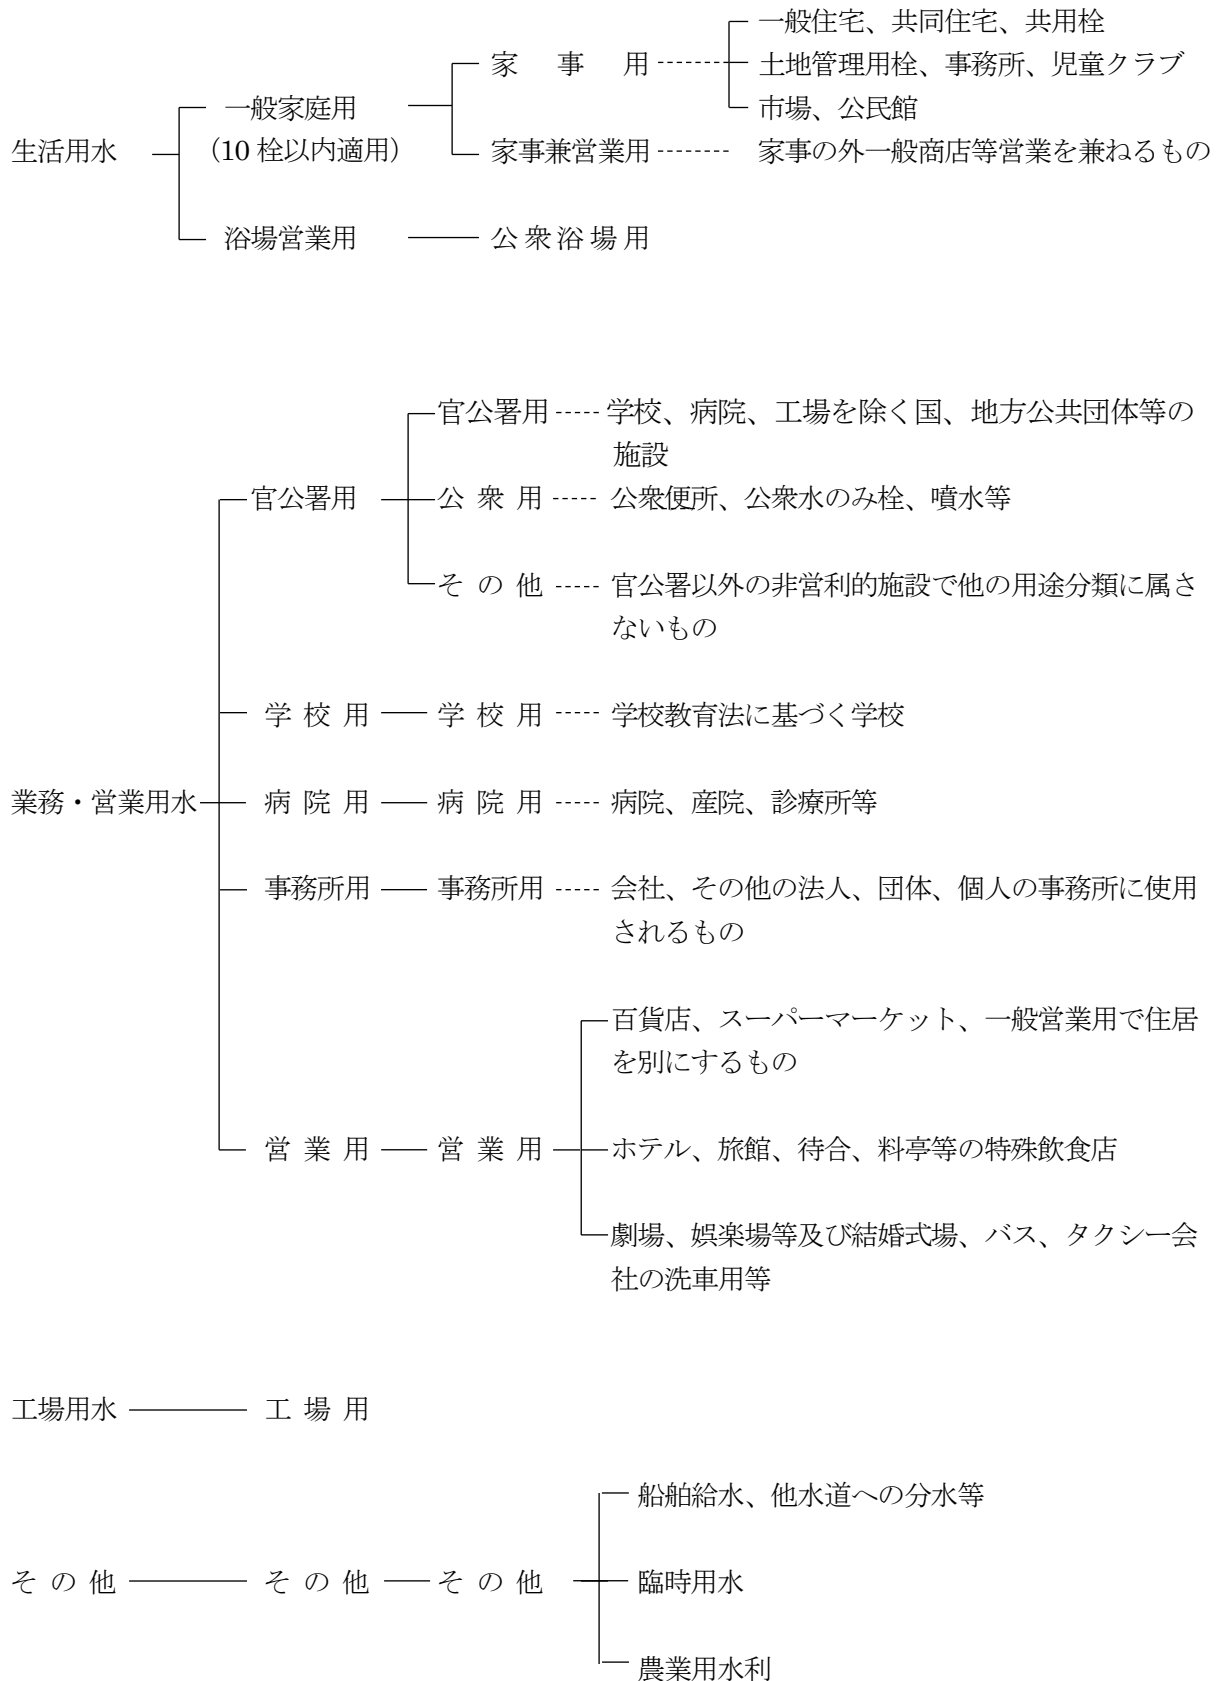 一般住宅、共同住宅、共用栓
家事用 土地管理用栓、事務所、児童クラブ
一般家庭用 市場、公民館
生活用水 (10 栓以内適用) 家事兼営業用 家事の外一般商店等営業を兼ねるもの
浴場営業用 公衆浴場用
官公署用 学校、病院、工場を除く国、地方公共団体等の
施設
官公署用 公衆用 公衆便所、公衆水のみ栓、噴水等
その他 官公署以外の非営利的施設で他の用途分類に属さ
ないもの
学校用 学校用 学校教育法に基づく学校
業務・営業用水 病院用 病院用 病院、産院、診療所等
事務所用 事務所用 会社、その他の法人、団体、個人の事務所に使用
されるもの
百貨店、スーパーマーケット、一般営業用で住居
を別にするもの
営業用 営業用 ホテル、旅館、待合、料亭等の特殊飲食店
劇場、娯楽場等及び結婚式場、バス、タクシー会
社の洗車用等
工場用水 工場用
船舶給水、他水道への分水等
その他 その他 その他 臨時用水
農業用水利